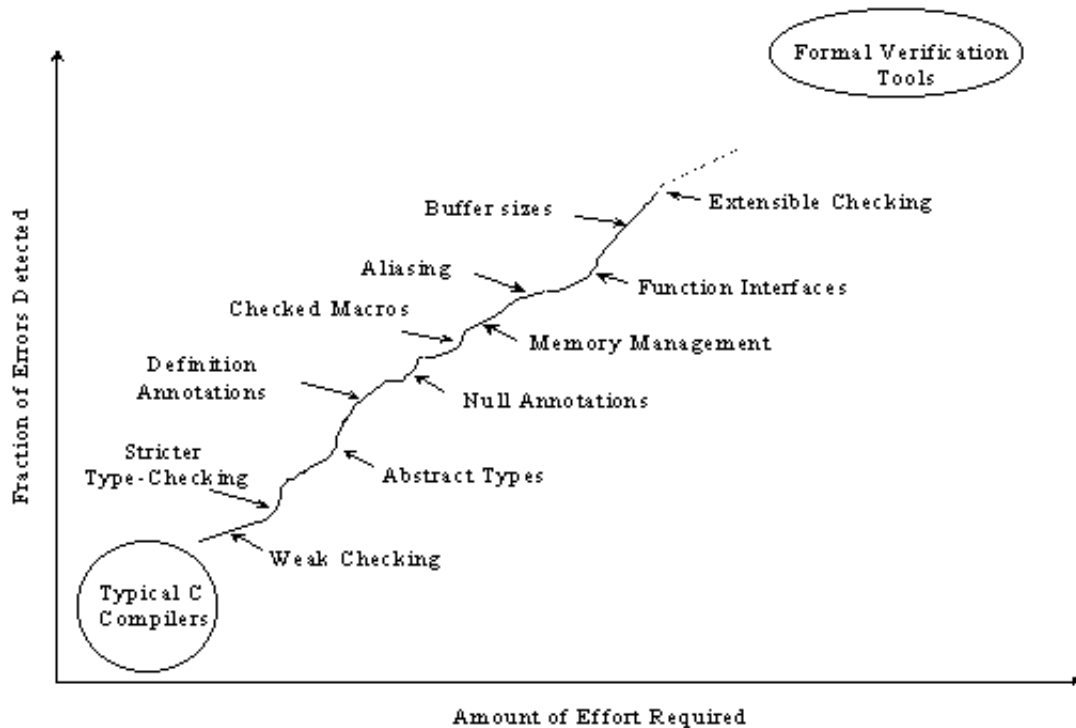 Formal Verification
Tools
Buffer sizes
Extensible Checking
Aliasing
Function Interfaces
Checked Macros
Memory Management
Definition
Annotations
Null Annotations
Stricter
Type-Checking
Abstract Types
Weak Checking
Typical C
Compilers
Fraction of Errors Detected
Amount of Effort Required